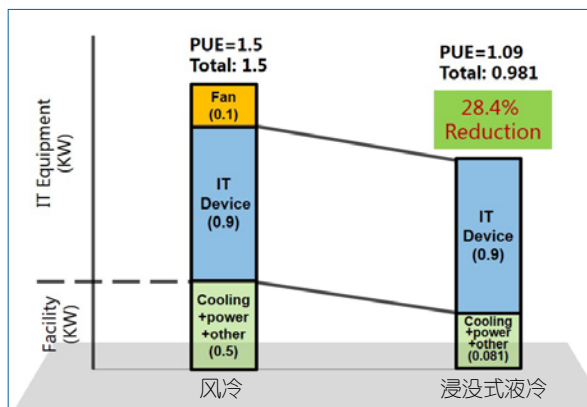 PUE=1.5
Total: 1.5
PUE=1.09
Total: 0.981
28.4%
Reduction
IT Equipment
(KW)
Facility
(KW)
Fan
(0.1)
IT
Device
(0.9)
Cooling
+power
+other
(0.5)
IT
Device
(0.9)
Cooling
+power
+other
(0.081)
风冷
浸没式液冷